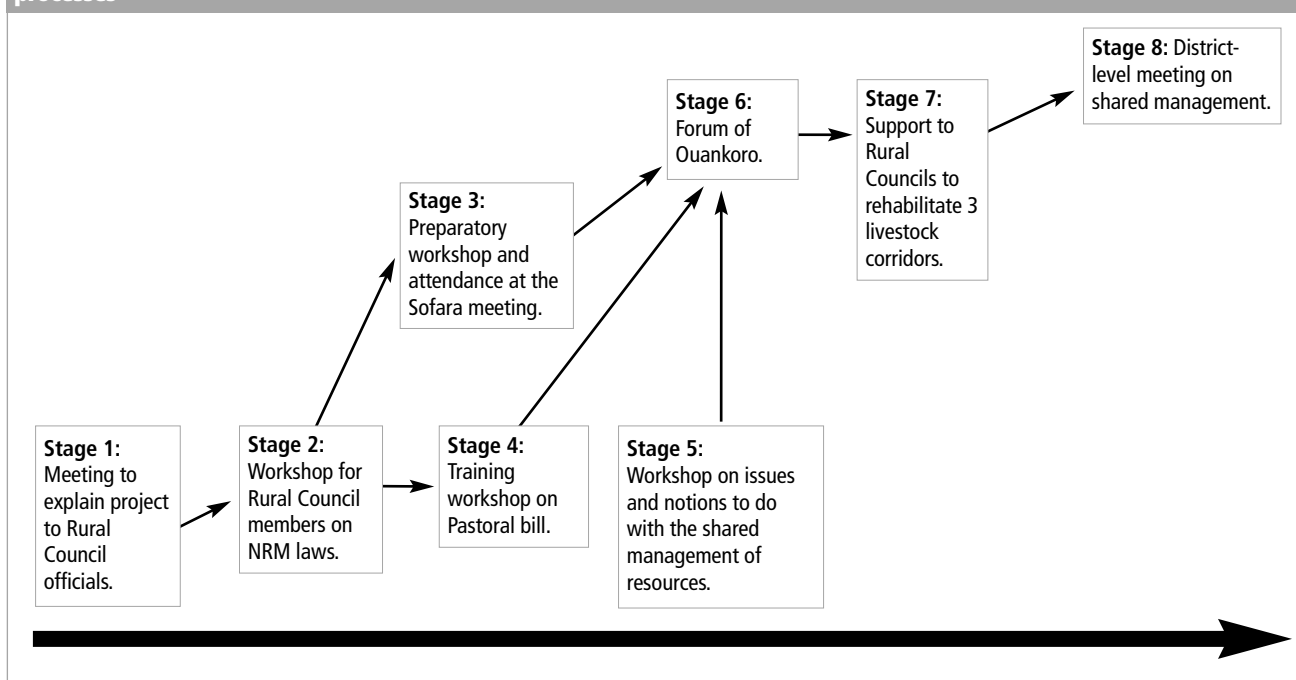 Stage 1:
Meeting to
explain project
to Rural
Council
officials.
Stage 2:
Workshop for
Rural Council
members on
NRM laws.
Stage 3:
Preparatory
workshop and
attendance at the
Sofara meeting.
Stage 4:
Training
workshop on
Pastoral bill.
Stage 5:
Workshop on issues
and notions to do
with the shared
management of
resources.
Stage 6:
Forum of
Ouankoro.
Stage 7:
Support to
Rural
Councils to
rehabilitate 3
livestock
corridors.
Stage 8: District-
level meeting on
shared management.